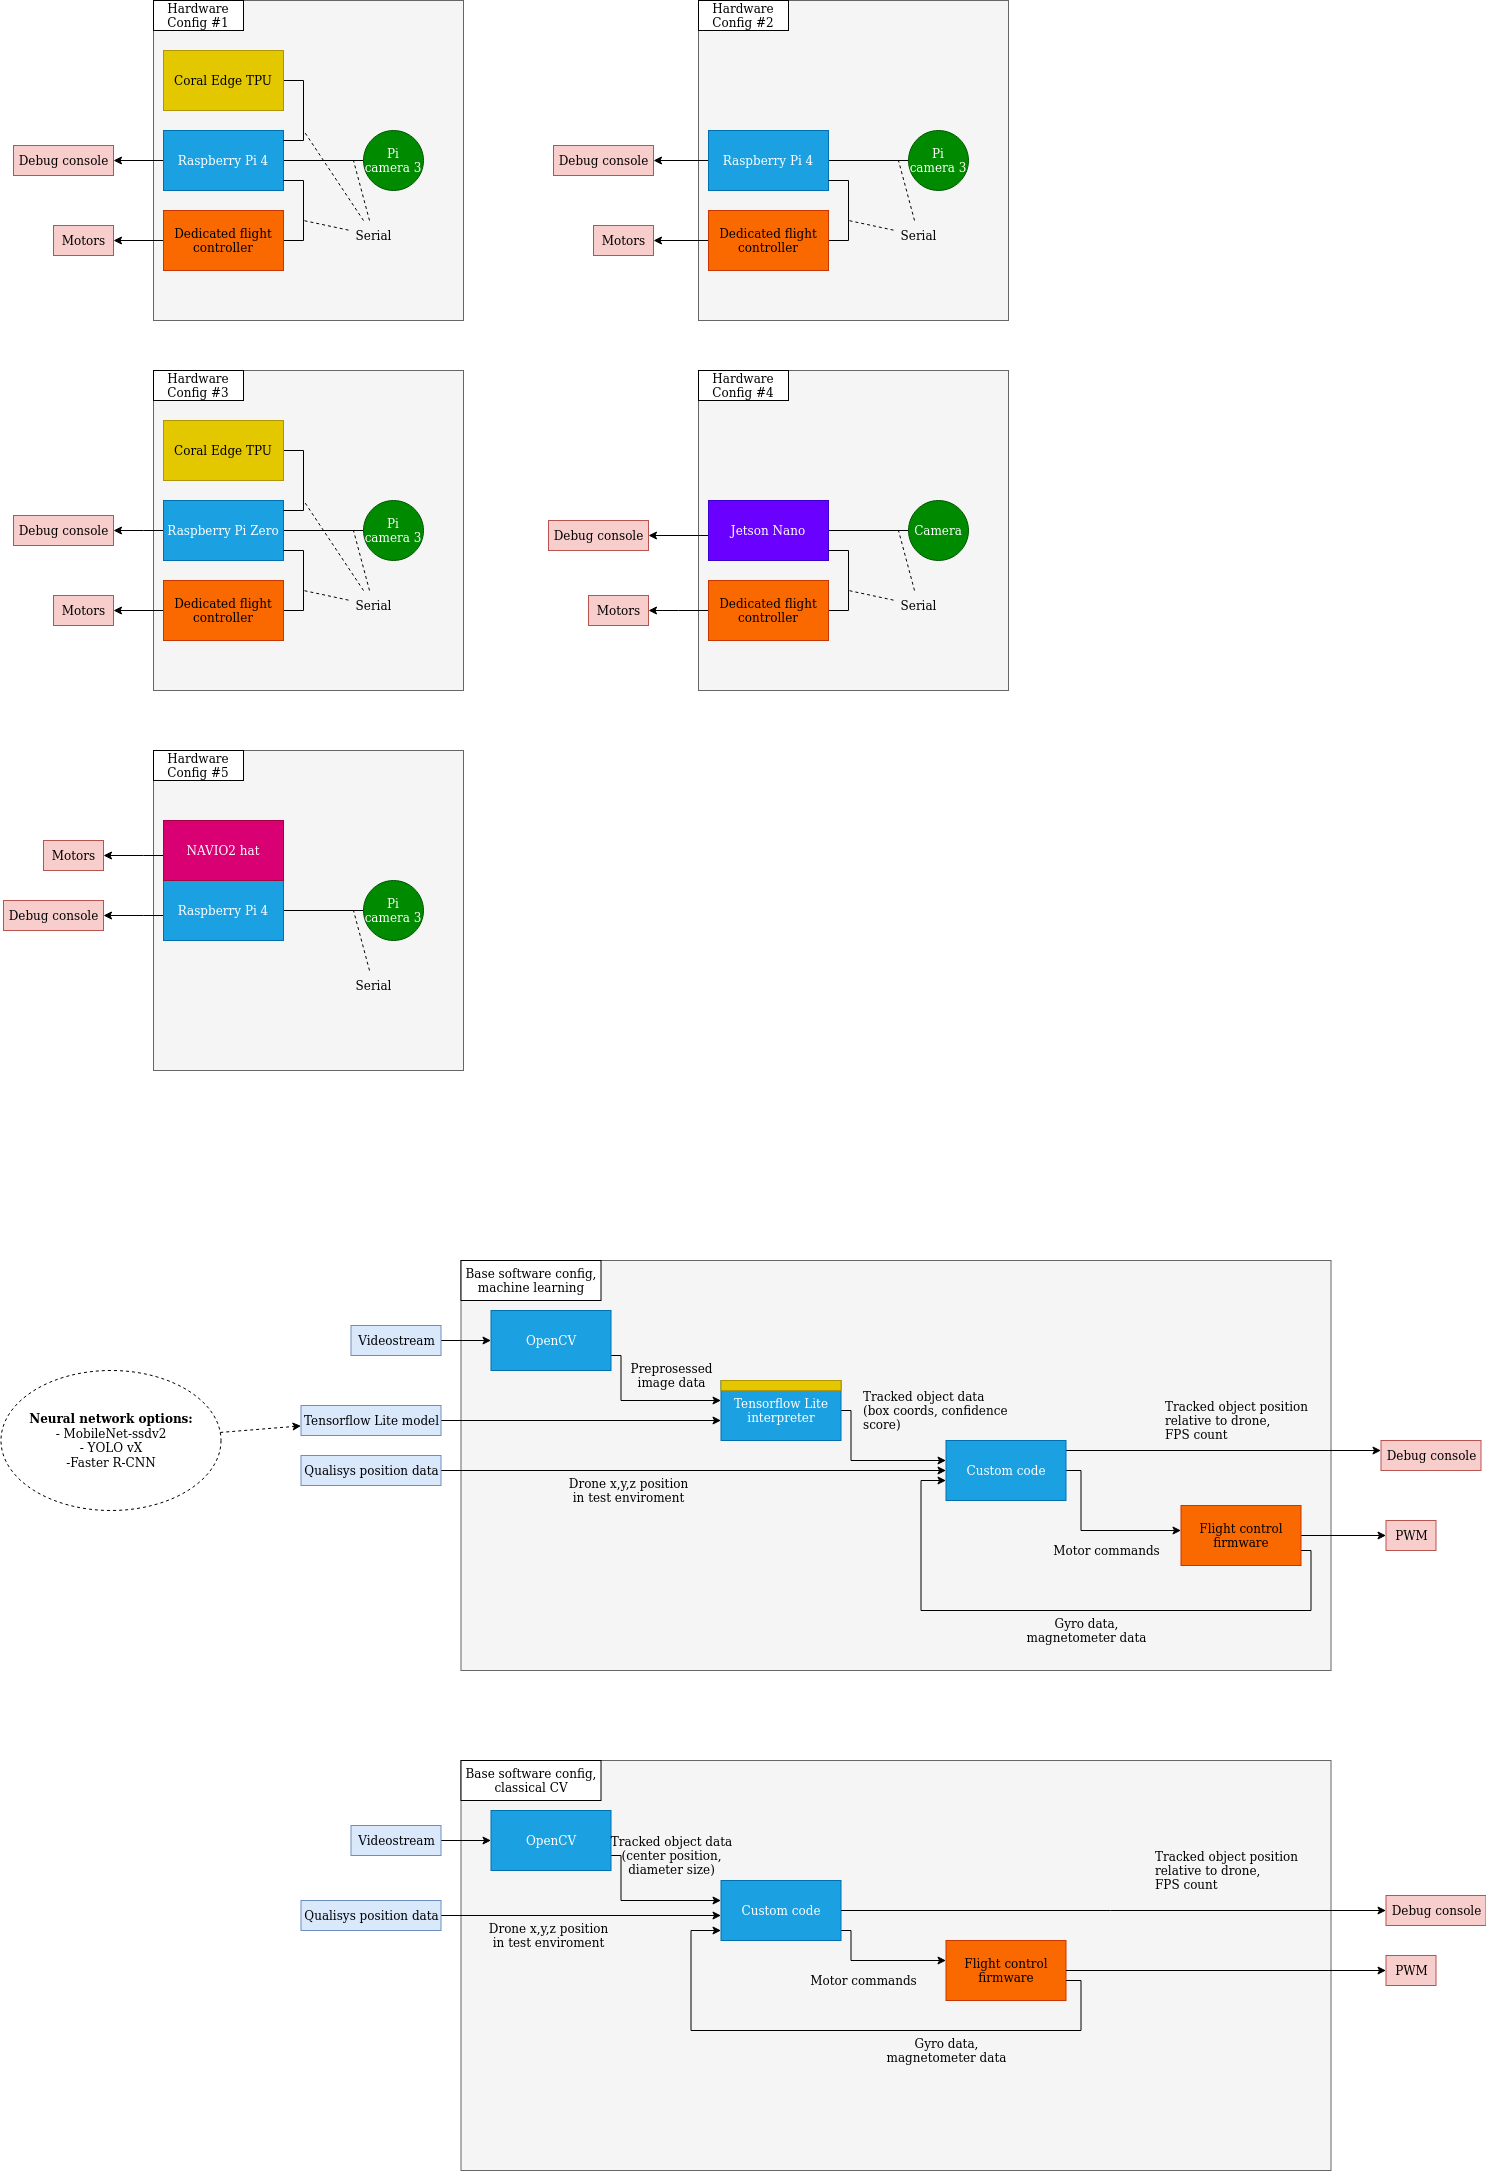 Hardware
Config #1
Coral Edge TPU
Debug console
Raspberry Pi 4
Pi
camera 3
Motors
Dedicated flight
controller
Serial
Hardware
Config #2
Debug console
Raspberry Pi 4
Pi
camera 3
Motors
Dedicated flight
controller
Serial
Hardware
Config #3
Coral Edge TPU
Debug console
Raspberry Pi Zero
Pi
camera 3
Motors
Dedicated flight
controller
Serial
Hardware
Config #4
Debug console
Jetson Nano
Camera
Motors
Dedicated flight
controller
Serial
Hardware
Config #5
Motors
NAVIO2 hat
Debug console
Raspberry Pi 4
Pi
camera 3
Serial
Base software config,
machine learning
Videostream
OpenCV
Preprosessed
image data
Neural network options:
- MobileNet-ssdv2
- YOLO vX
-Faster R-CNN
Tensorflow Lite model
Tensorflow Lite
interpreter
Tracked object data
(box coords, confidence
score)
Qualisys position data
Drone x,y,z position
in test enviroment
Custom code
Tracked object position
relative to drone,
FPS count
Debug console
Motor commands
Flight control
firmware
PWM
Gyro data,
magnetometer data
Base software config,
classical CV
Videostream
OpenCV
Tracked object data
(center position,
diameter size)
Qualisys position data
Drone x,y,z position
in test enviroment
Custom code
Tracked object position
relative to drone,
FPS count
Debug console
Motor commands
Flight control
firmware
PWM
Gyro data,
magnetometer data